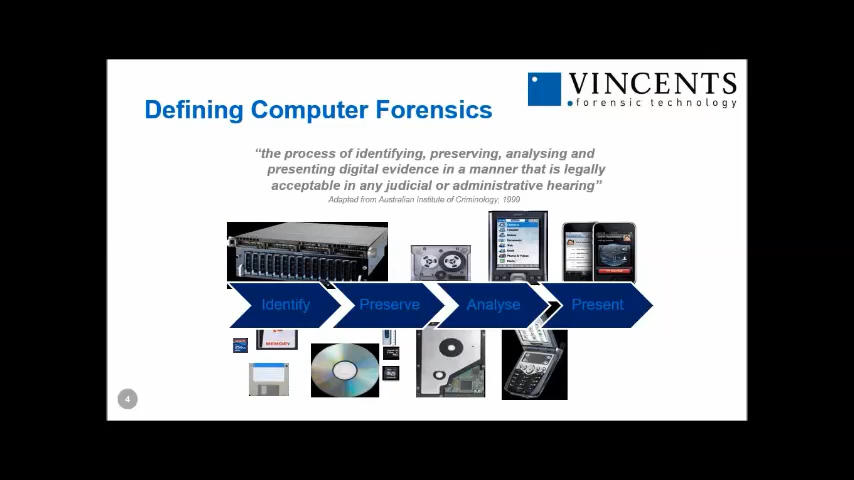 VINCENTS
forensic technology
Defining Computer Forensics
“the process of identifying, preserving, analysing and
presenting digital evidence in a manner that is legally
acceptable in any judicial or administrative hearing”
Adapted from Australian Institute of Criminology, 1999
Identify
Preserve
Analyse
Present
MEMORY
4